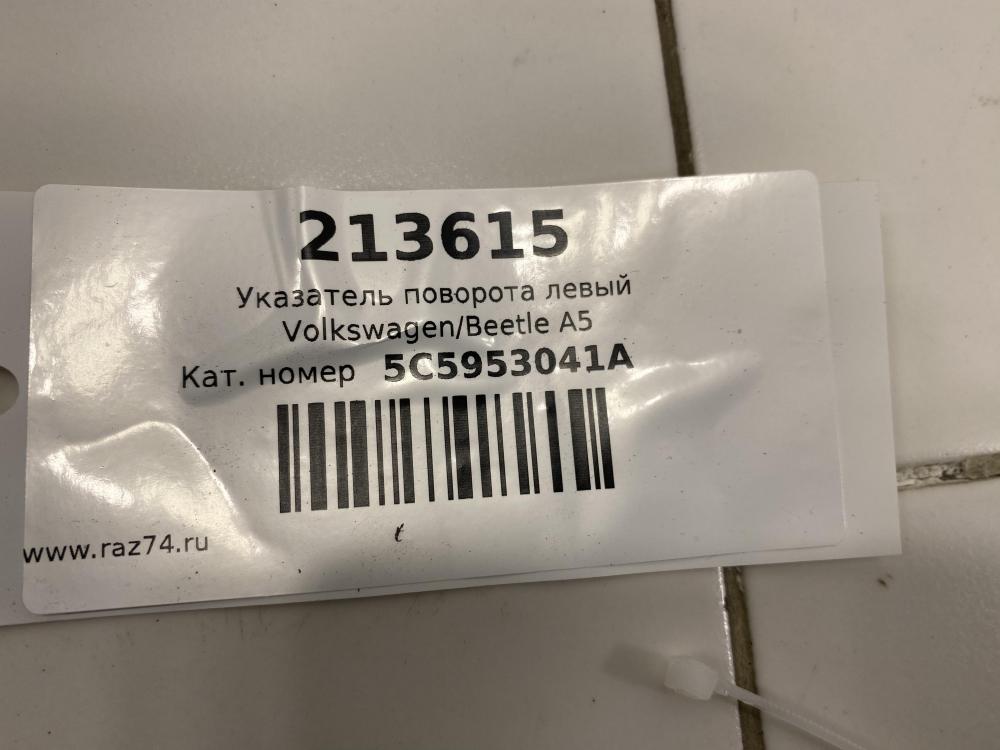 213615
Указатель поворота левый
Volkswagen/Beetle A5
Кат. номер 5C5953041A
www.raz74.ru